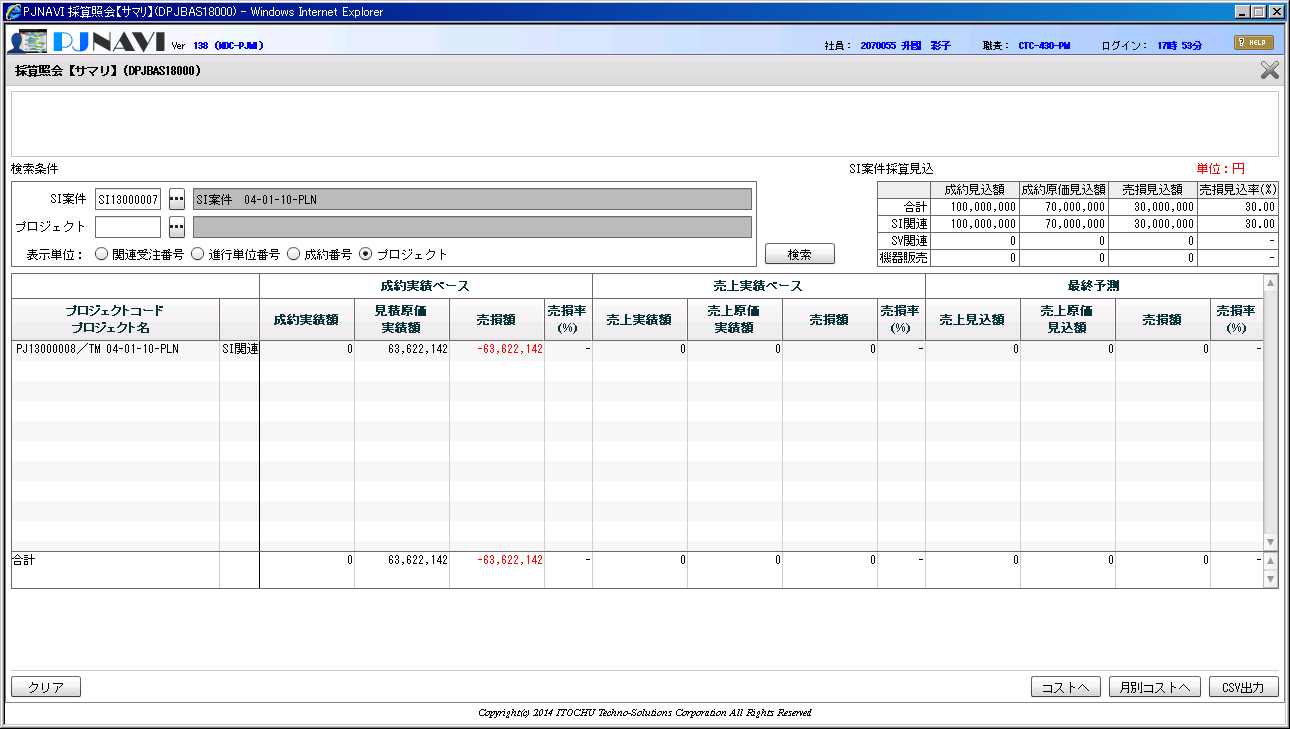 PJNAVI 採算照会【サマリ】(DPJBAS18000) - Windows Internet Explorer
PJNAVI Ver 138 (NDC-PJWI) 社員： 2070055 升國 彩子 職責： CTC-430-PM ログイン： 17時 53分 ? HELP
採算照会【サマリ】(DPJBAS18000)
検索条件 SI案件採算見込 単位：円
SI案件 SI13000007 ... SI案件 04-01-10-PLN
プロジェクト ...
表示単位： 関連受注番号 進行単位番号 成約番号 プロジェクト 検索
成約見込額 成約原価見込額 売損見込額 売損見込率(%)
合計 100,000,000 70,000,000 30,000,000 30.00
SI関連 100,000,000 70,000,000 30,000,000 30.00
SV関連 0 0 0 -
機器販売 0 0 0 -
成約実績ベース 売上実績ベース 最終予測
プロジェクトコード
プロジェクト名
成約実績額
見積原価
実績額
売損額
売損率
(%)
売上実績額
売上原価
実績額
売損額
売損率
(%)
売上見込額
売上原価
見込額
売損額
売損率
(%)
PJ13000008／TM 04-01-10-PLN SI関連 0 63,622,142 -63,622,142 - 0 0 0 - 0 0 0 -
合計 0 63,622,142 -63,622,142 - 0 0 0 - 0 0 0 -
クリア コストへ 月別コストへ CSV出力
Copyright(c) 2014 ITOCHU Techno-Solutions Corporation All Rights Reserved